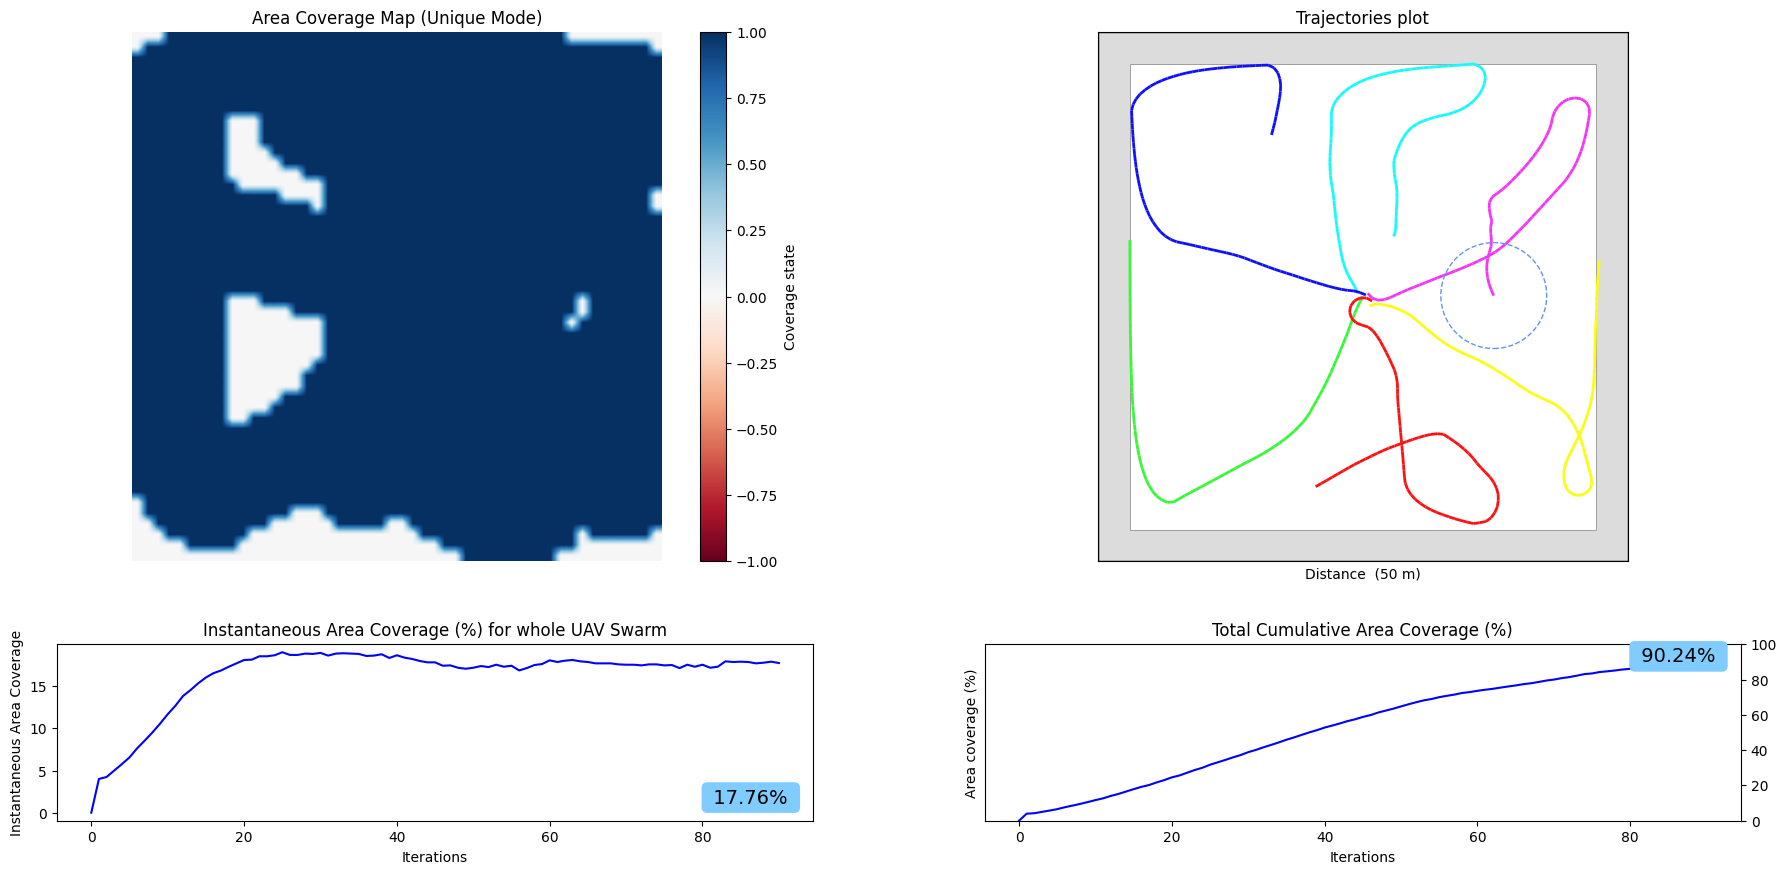 Area Coverage Map (Unique Mode)
1.00
0.75
0.50
0.25
0.00
−0.25
−0.50
−0.75
−1.00
Coverage state
Trajectories plot
Distance  (50 m)
Instantaneous Area Coverage (%) for whole UAV Swarm
Instantaneous Area Coverage
15
10
5
0
17.76%
0 20 40 60 80
Iterations
Total Cumulative Area Coverage (%)
Area coverage (%)
90.24%
100
80
60
40
20
0
0 20 40 60 80
Iterations